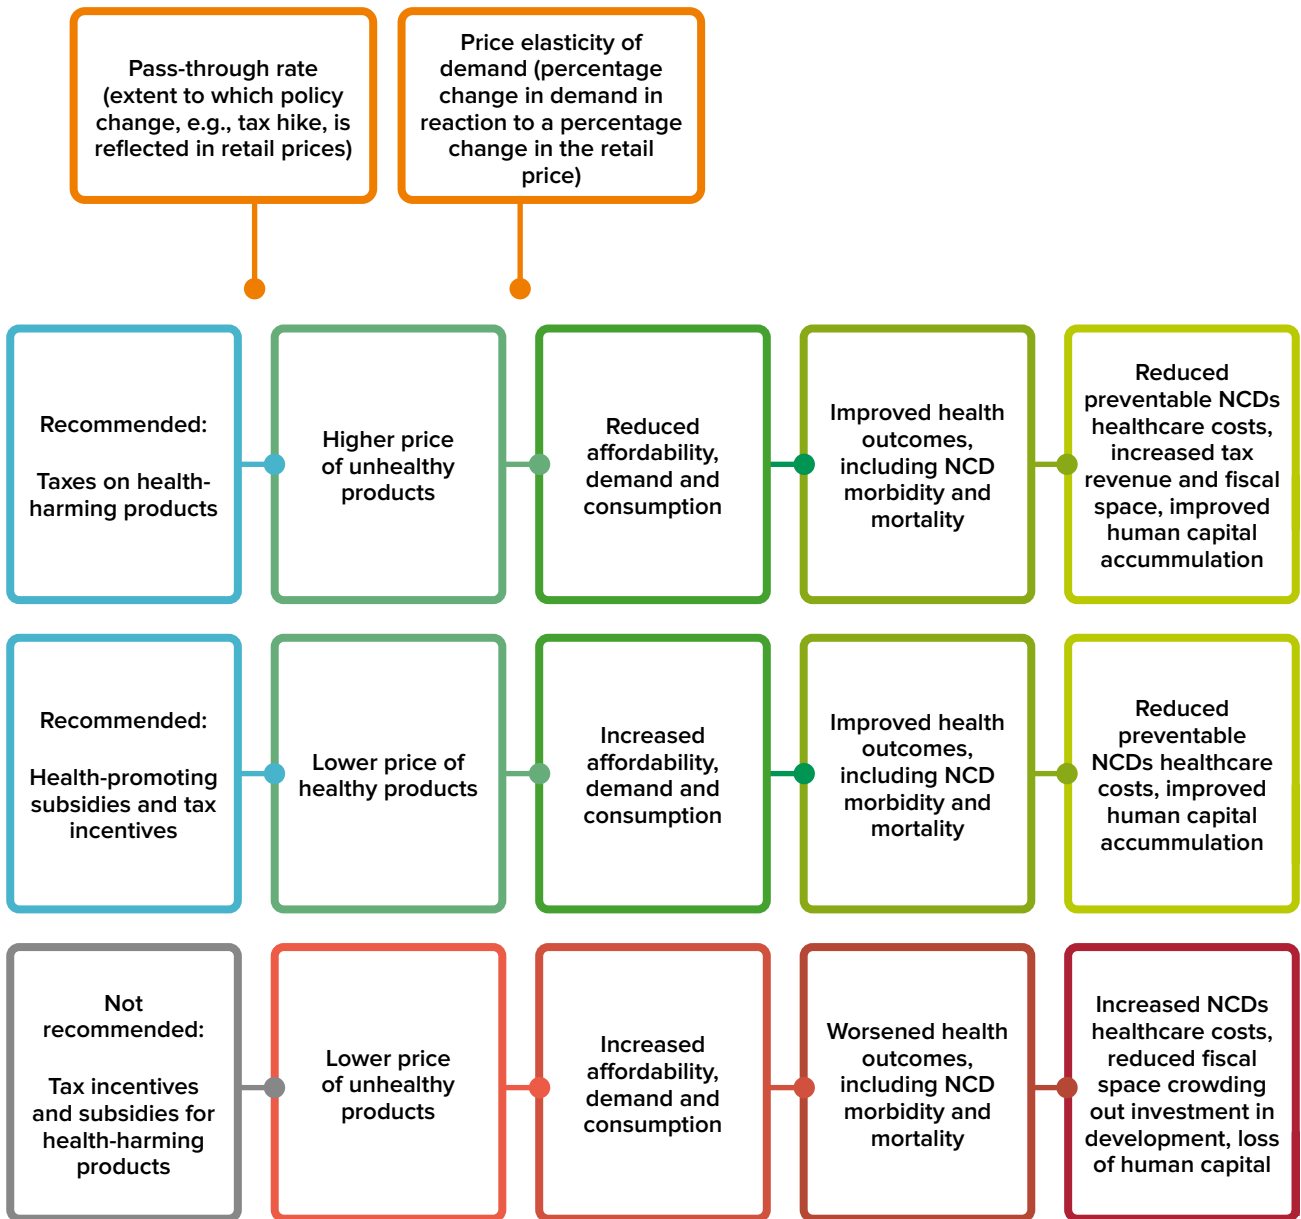 Pass-through rate
(extent to which policy
change, e.g., tax hike, is
reflected in retail prices)
Price elasticity of
demand (percentage
change in demand in
reaction to a percentage
change in the retail
price)
Recommended:
Taxes on health-
harming products
Higher price
of unhealthy
products
Reduced
affordability,
demand and
consumption
Improved health
outcomes,
including NCD
morbidity and
mortality
Reduced
preventable NCDs
healthcare costs,
increased tax
revenue and fiscal
space, improved
human capital
accummulation
Recommended:
Health-promoting
subsidies and tax
incentives
Lower price of
healthy products
Increased
affordability,
demand and
consumption
Improved health
outcomes,
including NCD
morbidity and
mortality
Reduced
preventable
NCDs healthcare
costs, improved
human capital
accummulation
Not
recommended:
Tax incentives
and subsidies for
health-harming
products
Lower price
of unhealthy
products
Increased
affordability,
demand and
consumption
Worsened health
outcomes,
including NCD
morbidity and
mortality
Increased NCDs
healthcare costs,
reduced fiscal
space crowding
out investment in
development, loss
of human capital